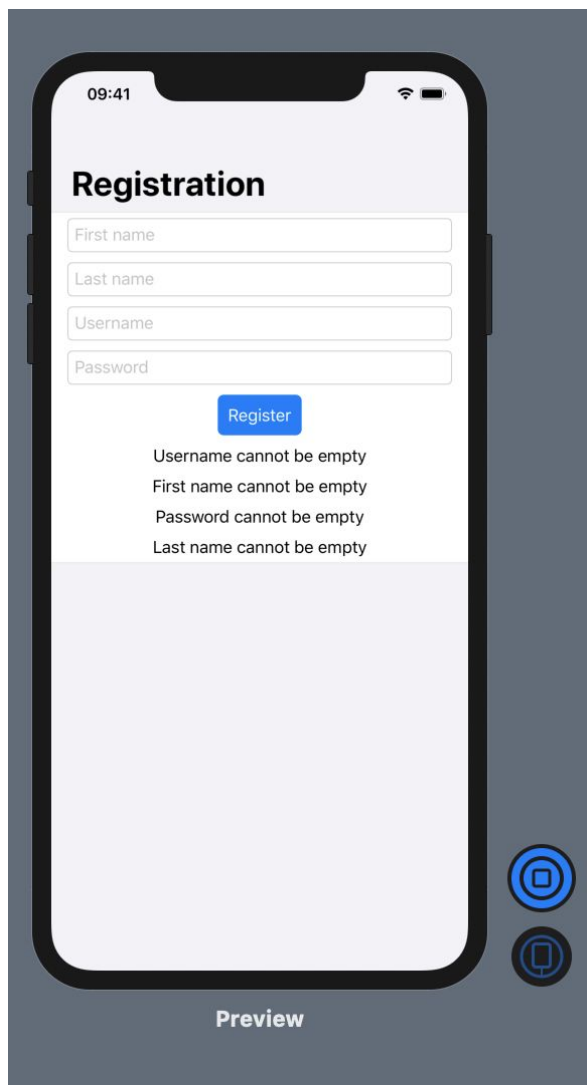 09:41
Registration
First name
Last name
Username
Password
Register
Username cannot be empty
First name cannot be empty
Password cannot be empty
Last name cannot be empty
Preview